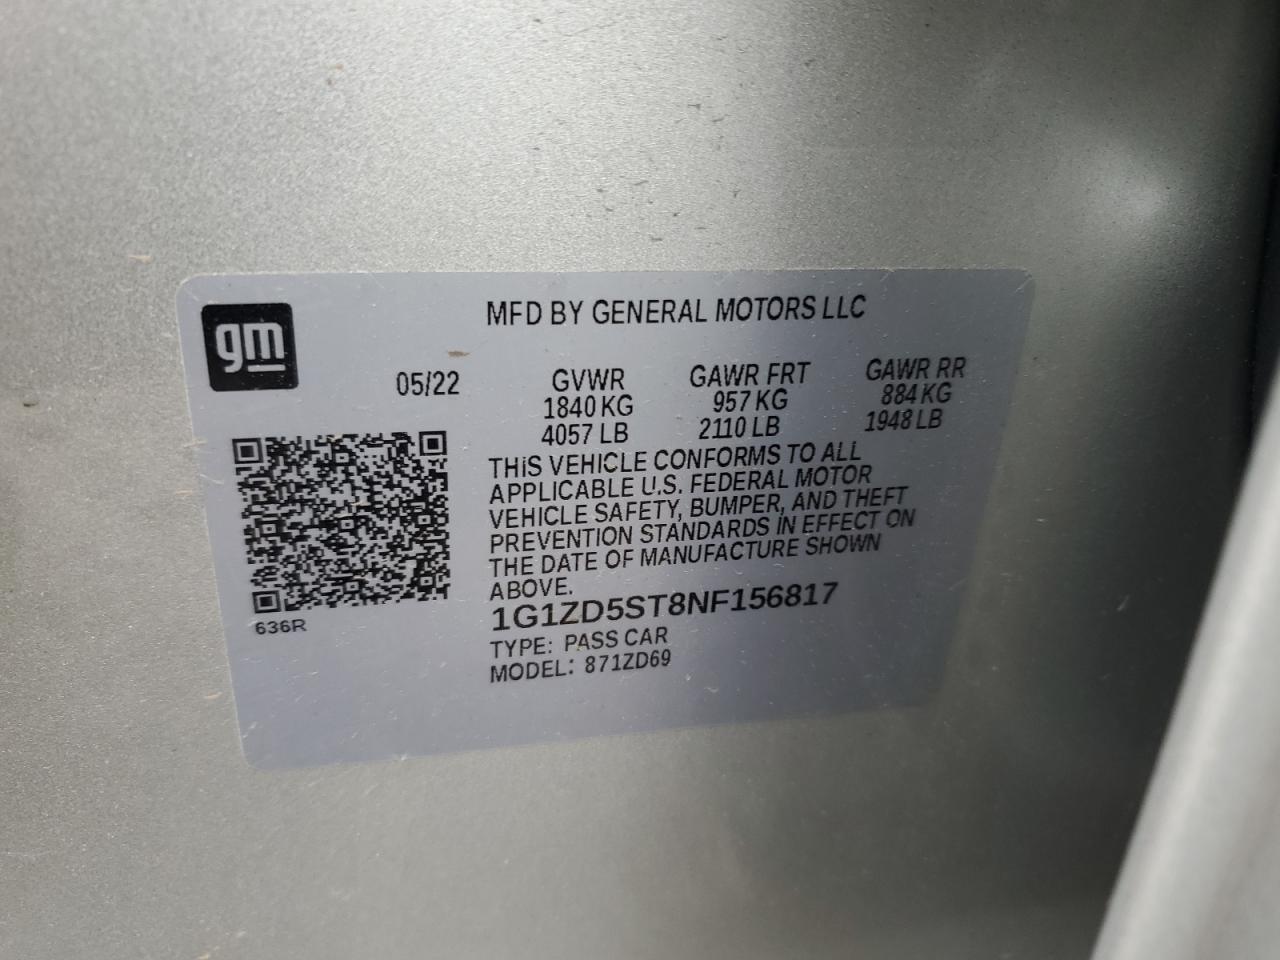 gm
MFD BY GENERAL MOTORS LLC
05/22 GVWR GAWR FRT GAWR RR
1840 KG 957 KG 884 KG
4057 LB 2110 LB 1948 LB
THIS VEHICLE CONFORMS TO ALL
APPLICABLE U.S. FEDERAL MOTOR
VEHICLE SAFETY, BUMPER, AND THEFT
PREVENTION STANDARDS IN EFFECT ON
THE DATE OF MANUFACTURE SHOWN
ABOVE.
1G1ZD5ST8NF156817
636R
TYPE: PASS CAR
MODEL: 871ZD69